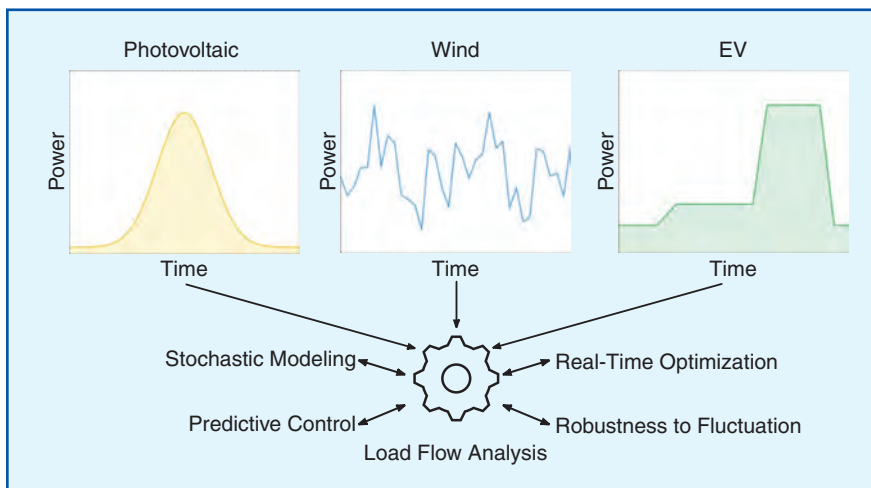 Photovoltaic
Wind
EV
Power
Power
Power
Time
Time
Time
Stochastic Modeling
Real-Time Optimization
Predictive Control
Robustness to Fluctuation
Load Flow Analysis